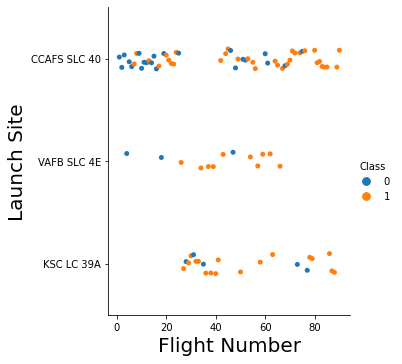 CCAFS SLC 40
VAFB SLC 4E
KSC LC 39A
Launch Site
0 20 40 60 80
Flight Number
Class
0
1